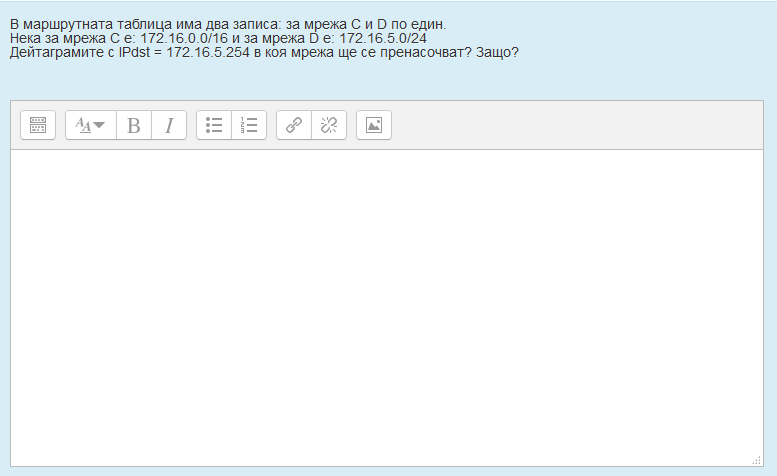 В маршрутната таблица има два записа: за мрежа C и D по един.
Нека за мрежа C е: 172.16.0.0/16 и за мрежа D е: 172.16.5.0/24
Дейтаграмите с IPdst = 172.16.5.254 в коя мрежа ще се пренасочват? Защо?